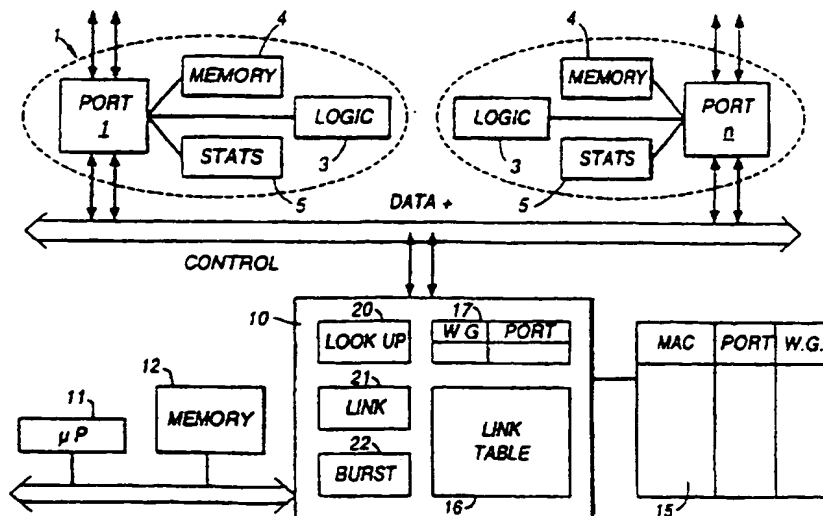 1
4
MEMORY
PORT
1
LOGIC
3
STATS
5
4
MEMORY
PORT
n
LOGIC
3
STATS
5
DATA +
CONTROL
10
20
LOOK UP
17
W.G PORT
MAC PORT W.G.
21
LINK
LINK
TABLE
12
MEMORY
11
µP
22
BURST
16
15